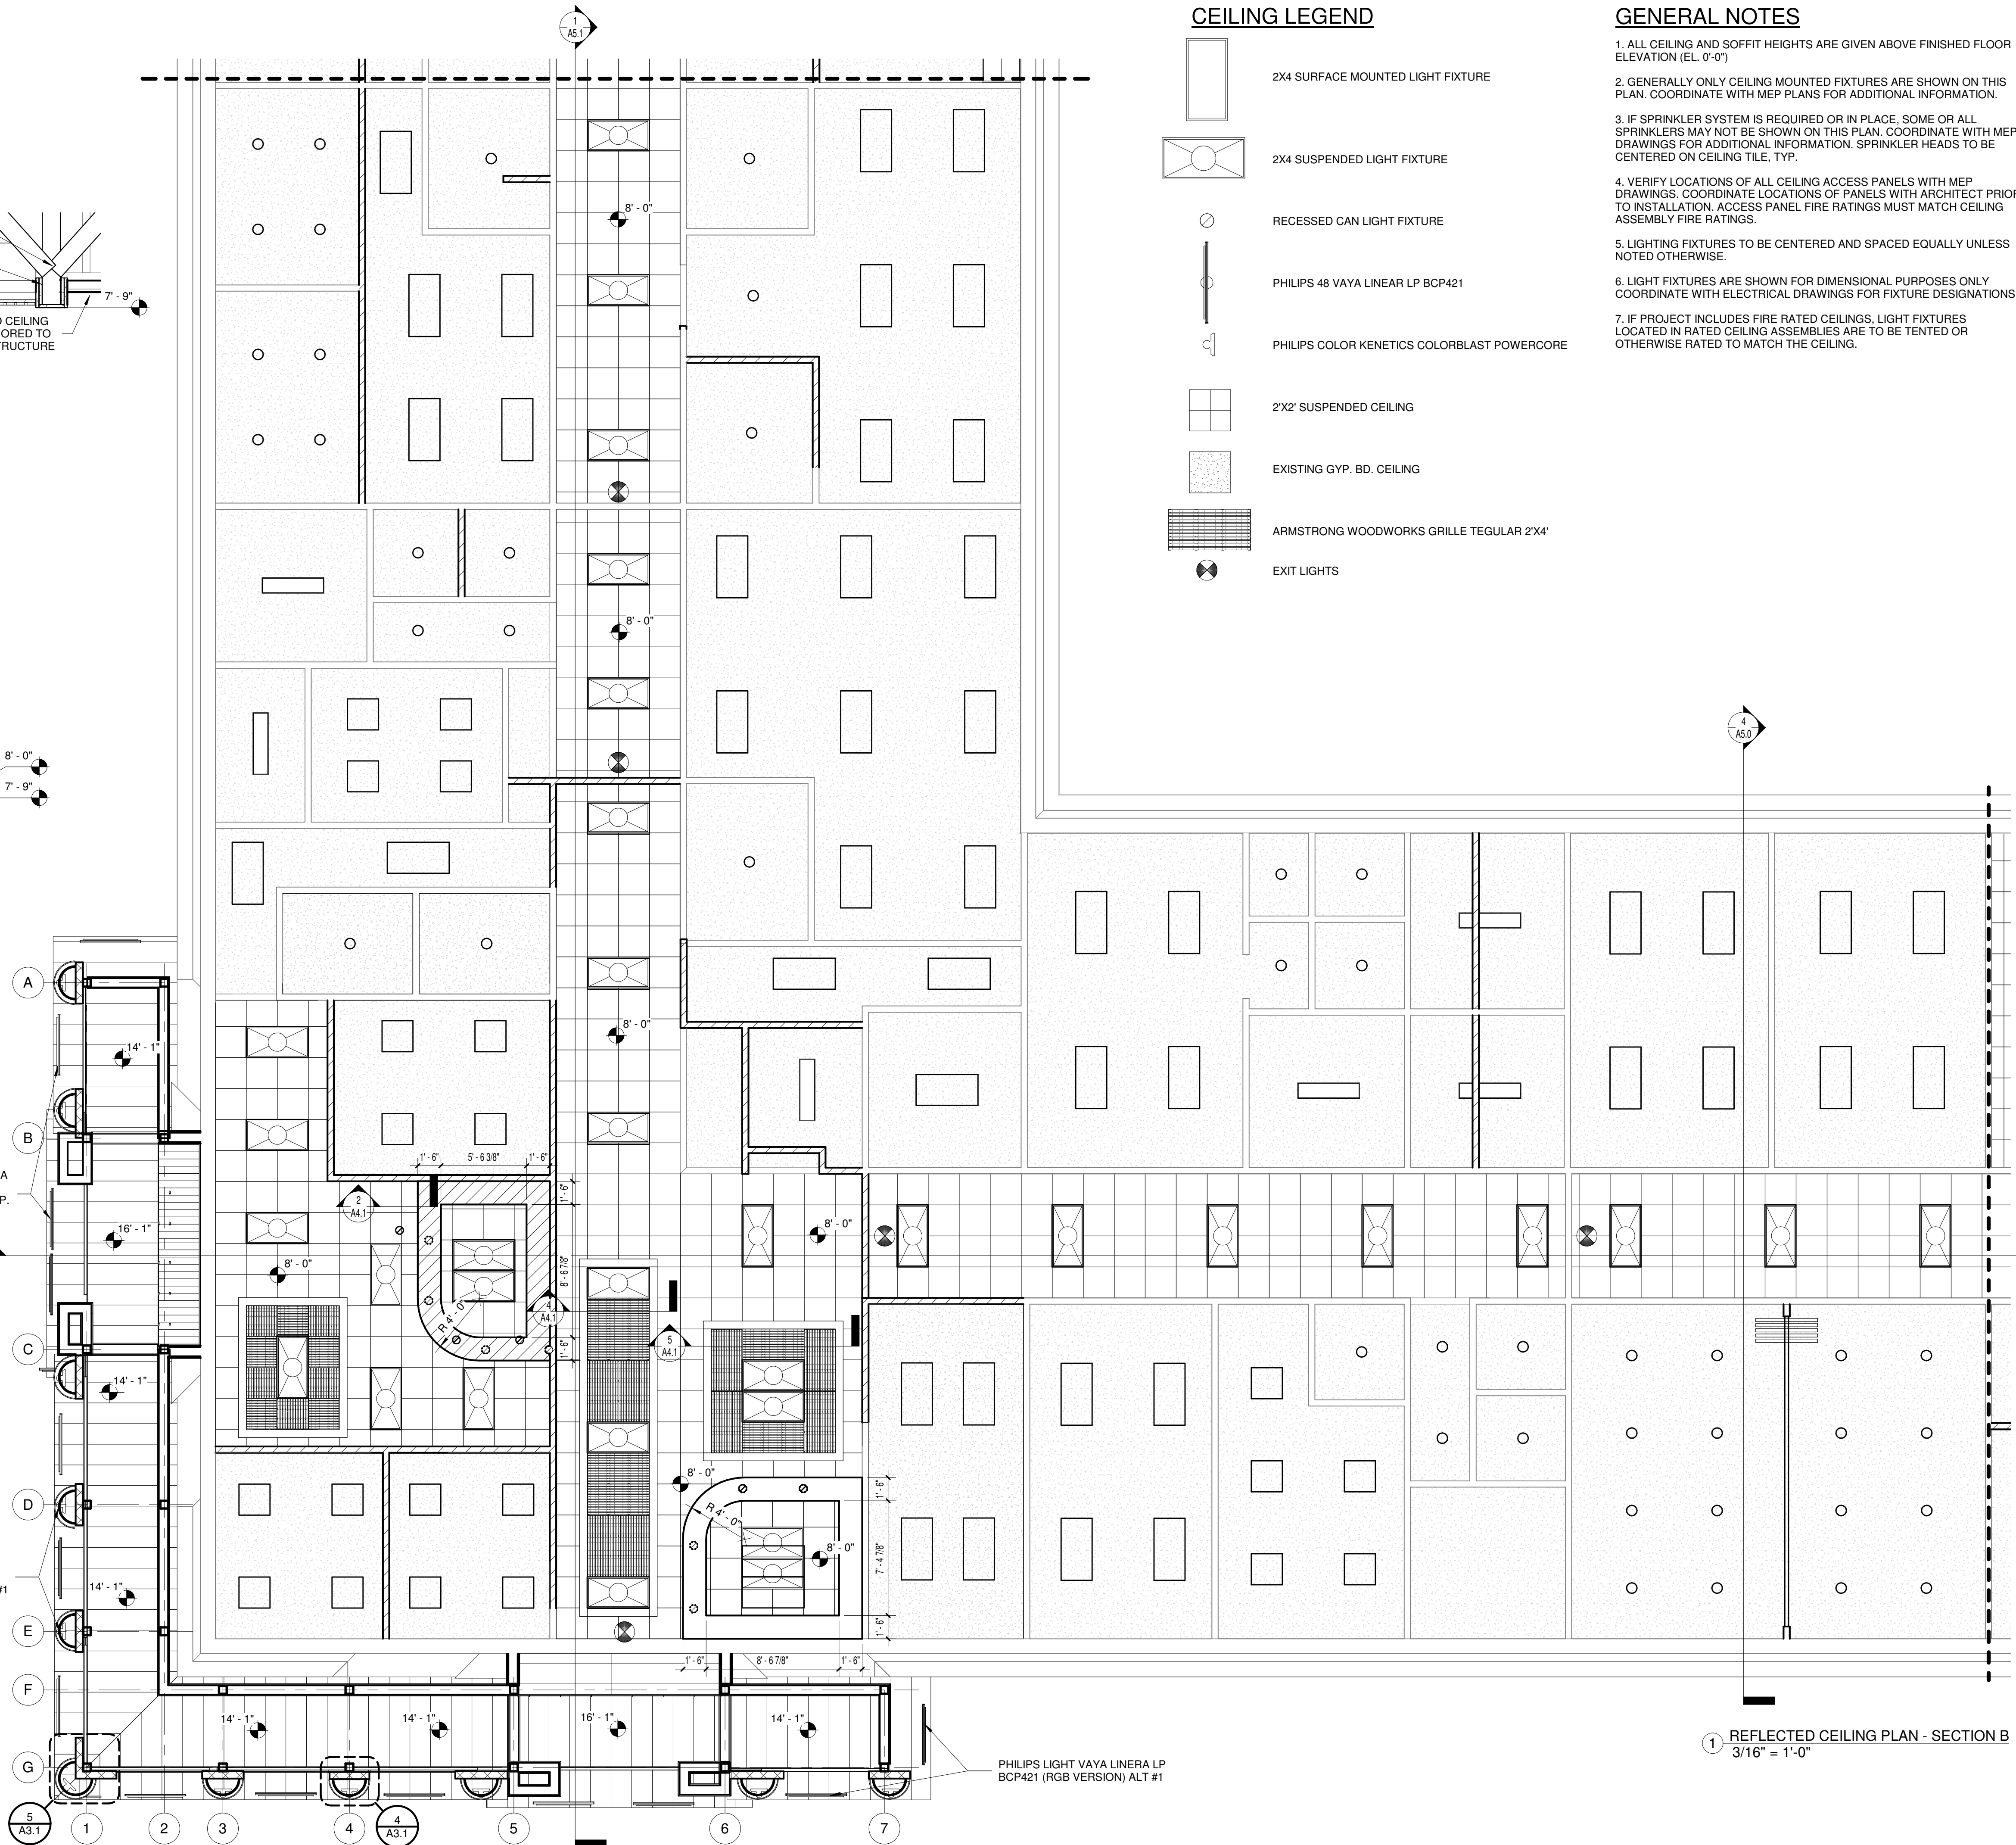 CEILING LEGEND
2X4 SURFACE MOUNTED LIGHT FIXTURE
2X4 SUSPENDED LIGHT FIXTURE
RECESSED CAN LIGHT FIXTURE
PHILIPS 48 VAYA LINEAR LP BCP421
PHILIPS COLOR KENETICS COLORBLAST POWERCORE
2'X2' SUSPENDED CEILING
EXISTING GYP. BD. CEILING
ARMSTRONG WOODWORKS GRILLE TEGULAR 2'X4'
EXIT LIGHTS
GENERAL NOTES
1. ALL CEILING AND SOFFIT HEIGHTS ARE GIVEN ABOVE FINISHED FLOOR
ELEVATION (EL. 0'-0")
2. GENERALLY ONLY CEILING MOUNTED FIXTURES ARE SHOWN ON THIS
PLAN. COORDINATE WITH MEP PLANS FOR ADDITIONAL INFORMATION.
3. IF SPRINKLER SYSTEM IS REQUIRED OR IN PLACE, SOME OR ALL
SPRINKLERS MAY NOT BE SHOWN ON THIS PLAN. COORDINATE WITH MEP
DRAWINGS FOR ADDITIONAL INFORMATION. SPRINKLER HEADS TO BE
CENTERED ON CEILING TILE, TYP.
4. VERIFY LOCATIONS OF ALL CEILING ACCESS PANELS WITH MEP
DRAWINGS. COORDINATE LOCATIONS OF PANELS WITH ARCHITECT PRIOR
TO INSTALLATION. ACCESS PANEL FIRE RATINGS MUST MATCH CEILING
ASSEMBLY FIRE RATINGS.
5. LIGHTING FIXTURES TO BE CENTERED AND SPACED EQUALLY UNLESS
NOTED OTHERWISE.
6. LIGHT FIXTURES ARE SHOWN FOR DIMENSIONAL PURPOSES ONLY
COORDINATE WITH ELECTRICAL DRAWINGS FOR FIXTURE DESIGNATIONS
7. IF PROJECT INCLUDES FIRE RATED CEILINGS, LIGHT FIXTURES
LOCATED IN RATED CEILING ASSEMBLIES ARE TO BE TENTED OR
OTHERWISE RATED TO MATCH THE CEILING.
1
A5.1
8' - 0"
7' - 9"
CEILING
ORED TO
TRUCTURE
8' - 0"
8' - 0"
7' - 9"
4
A5.0
A
8' - 0"
14' - 1"
B
A
P.
1' - 6"
5' - 6 3/8"
1' - 6"
1' - 6"
2
A4.1
16' - 1"
8' - 0"
8' - 0"
8' - 6 7/8"
R 4' - 0"
4
A4.1
5
A4.1
1' - 6"
C
14' - 1"
8' - 0"
1' - 6"
R 4' - 0"
D
8' - 0"
7' - 4 7/8"
#1
14' - 1"
E
1' - 6"
1' - 6"
8' - 6 7/8"
1' - 6"
F
14' - 1"
14' - 1"
16' - 1"
14' - 1"
G
PHILIPS LIGHT VAYA LINERA LP
BCP421 (RGB VERSION) ALT #1
5
A3.1
1
2
3
4
4
A3.1
5
6
7
1
REFLECTED CEILING PLAN - SECTION B
3/16" = 1'-0"